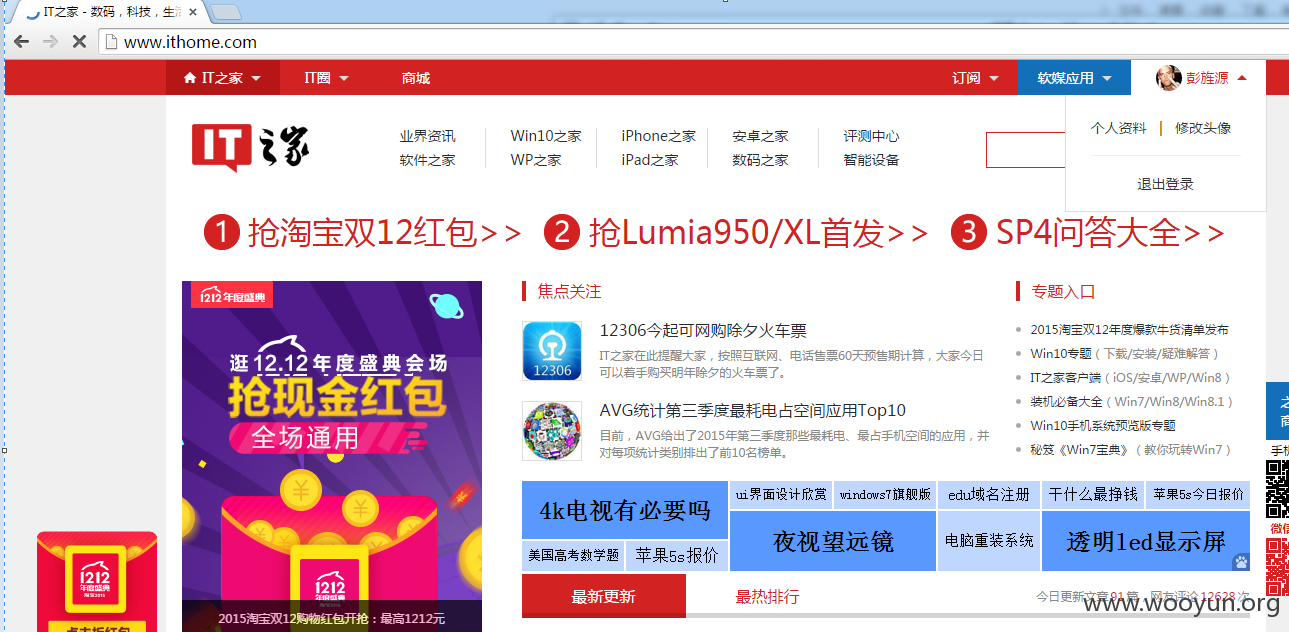 IT之家 - 数码，科技，生活
www.ithome.com
IT之家 IT圈 商城 订阅 软媒应用 彭旌源
个人资料 | 修改头像
退出登录
IT之家
业界资讯 Win10之家 iPhone之家 安卓之家 评测中心
软件之家 WP之家 iPad之家 数码之家 智能设备
1 抢淘宝双12红包>> 2 抢Lumia950/XL首发>> 3 SP4问答大全>>
1212年度盛典
逛12.12年度盛典会场
抢现金红包
全场通用
1212
年度盛典
2015淘宝双12购物红包开抢：最高1212元
焦点关注
12306
12306今起可网购除夕火车票
IT之家在此提醒大家，按照互联网、电话售票60天预售期计算，大家今日
可以着手购买明年除夕的火车票了。
AVG统计第三季度最耗电占空间应用Top10
目前，AVG给出了2015年第三季度那些最耗电、最占手机空间的应用，并
对每项统计类别排出了前10名榜单。
专题入口
2015淘宝双12年度爆款年货清单发布
Win10专题（下载/安装/疑难解答）
IT之家客户端（iOS/安卓/WP/Win8）
装机必备大全（Win7/Win8/Win8.1）
Win10手机系统预览版专题
秘笈《Win7宝典》（教你玩转Win7）
4k电视有必要吗
ui界面设计欣赏 windows7旗舰版 edu域名注册 干什么最挣钱 苹果5s今日报价
美国高考数学题 苹果5s报价
夜视望远镜 电脑重装系统 透明led显示屏
最新更新 最热排行
今日更新文章 91 篇，网友评论 12628 次
1212
年度盛典
点击拆红包
手机
微信
www.wooyun.org